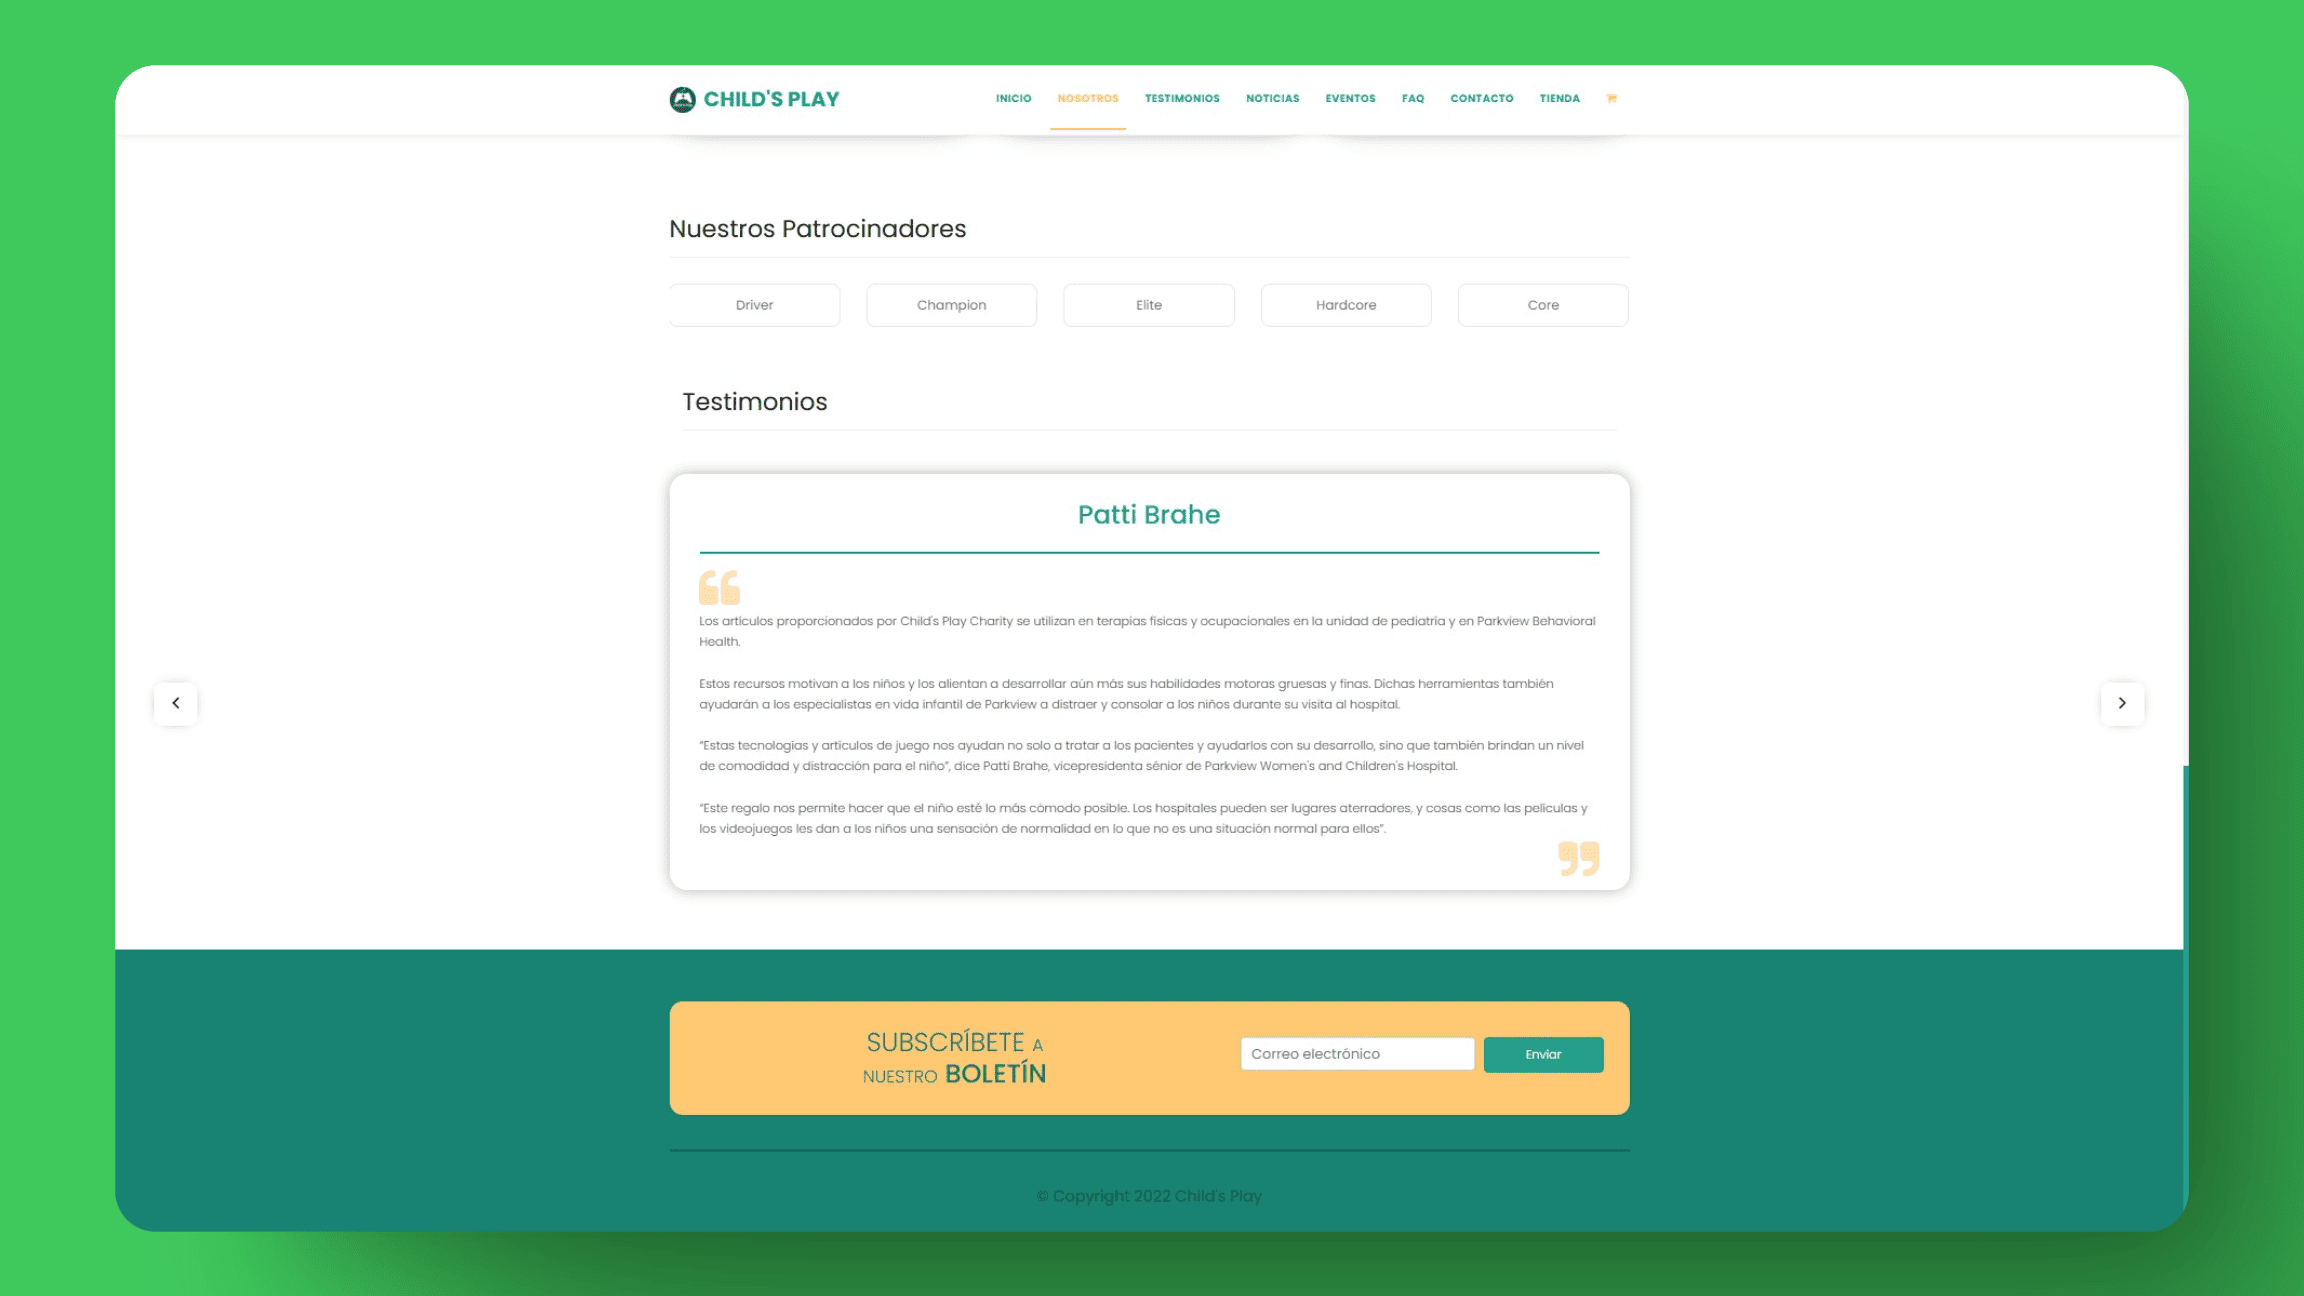 CHILD'S PLAY
INICIO NOSOTROS TESTIMONIOS NOTICIAS EVENTOS FAQ CONTACTO TIENDA
Nuestros Patrocinadores
Driver Champion Elite Hardcore Core
Testimonios
Patti Brahe
Los artículos proporcionados por Child's Play Charity se utilizan en terapias físicas y ocupacionales en la unidad de pediatría y en Parkview Behavioral
Health.
Estos recursos motivan a los niños y los alientan a desarrollar aún más sus habilidades motoras gruesas y finas. Dichas herramientas también
ayudarán a los especialistas en vida infantil de Parkview a distraer y consolar a los niños durante su visita al hospital.
"Estas tecnologías y artículos de juego nos ayudan no solo a tratar a los pacientes y ayudarlos con su desarrollo, sino que también brindan un nivel
de comodidad y distracción para el niño", dice Patti Brahe, vicepresidenta sénior de Parkview Women's and Children's Hospital.
"Este regalo nos permite hacer que el niño esté lo más cómodo posible. Los hospitales pueden ser lugares aterradores, y cosas como las películas y
los videojuegos les dan a los niños una sensación de normalidad en lo que no es una situación normal para ellos".
SUBSCRÍBETE A
NUESTRO BOLETÍN
Correo electrónico
Enviar
© Copyright 2022 Child's Play